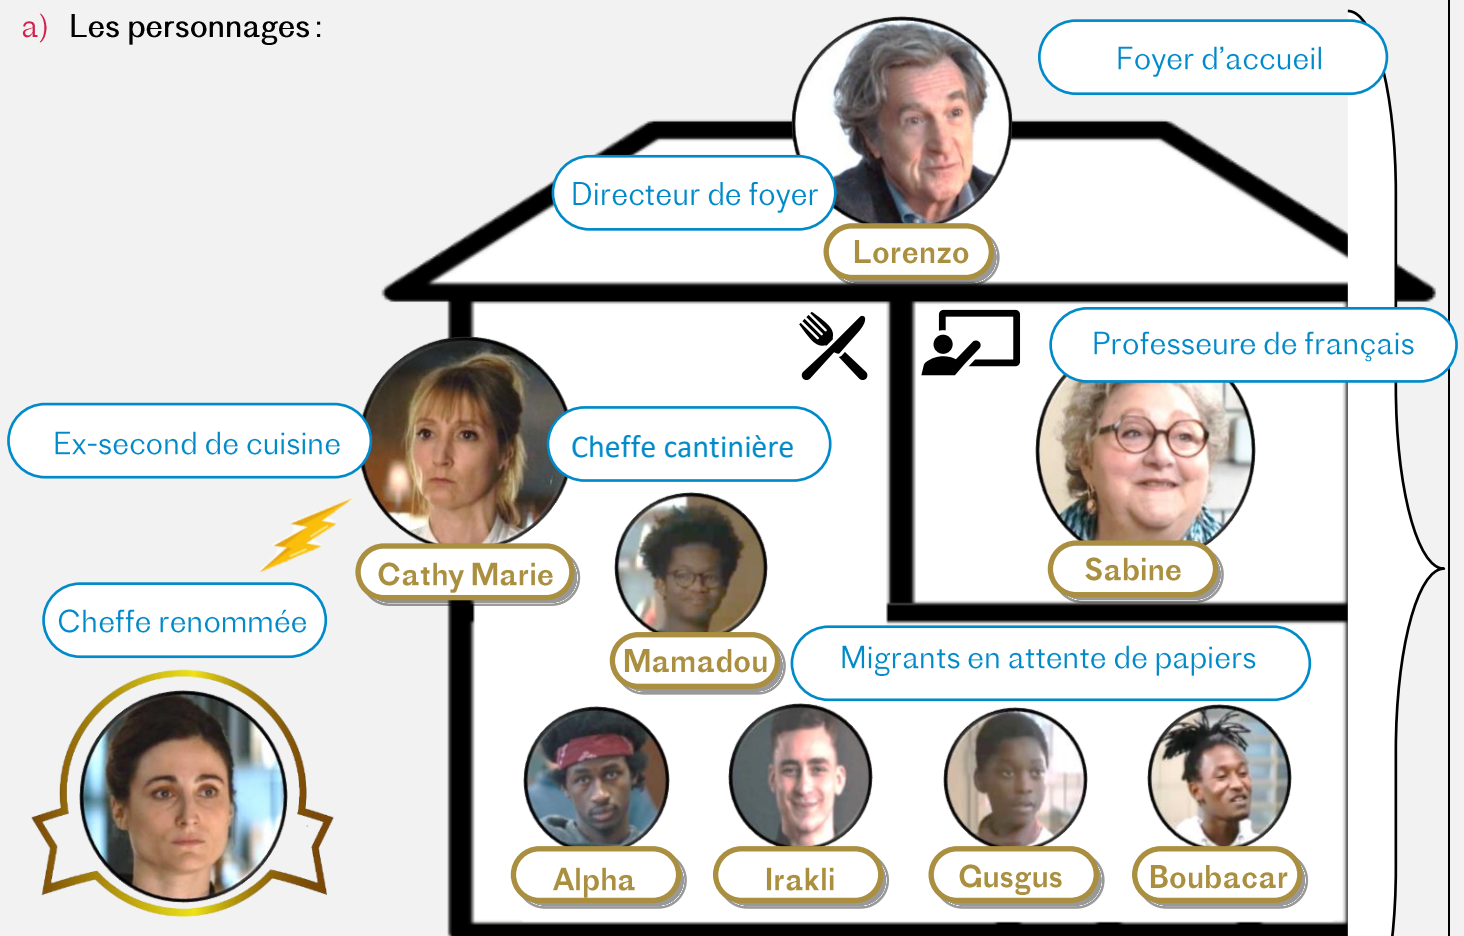 a) Les personnages :
Foyer d'accueil
Directeur de foyer
Lorenzo
Professeure de français
Ex-second de cuisine
Cheffe cantinière
Cathy Marie
Sabine
Cheffe renommée
Mamadou
Migrants en attente de papiers
Alpha
Irakli
Gusgus
Boubacar